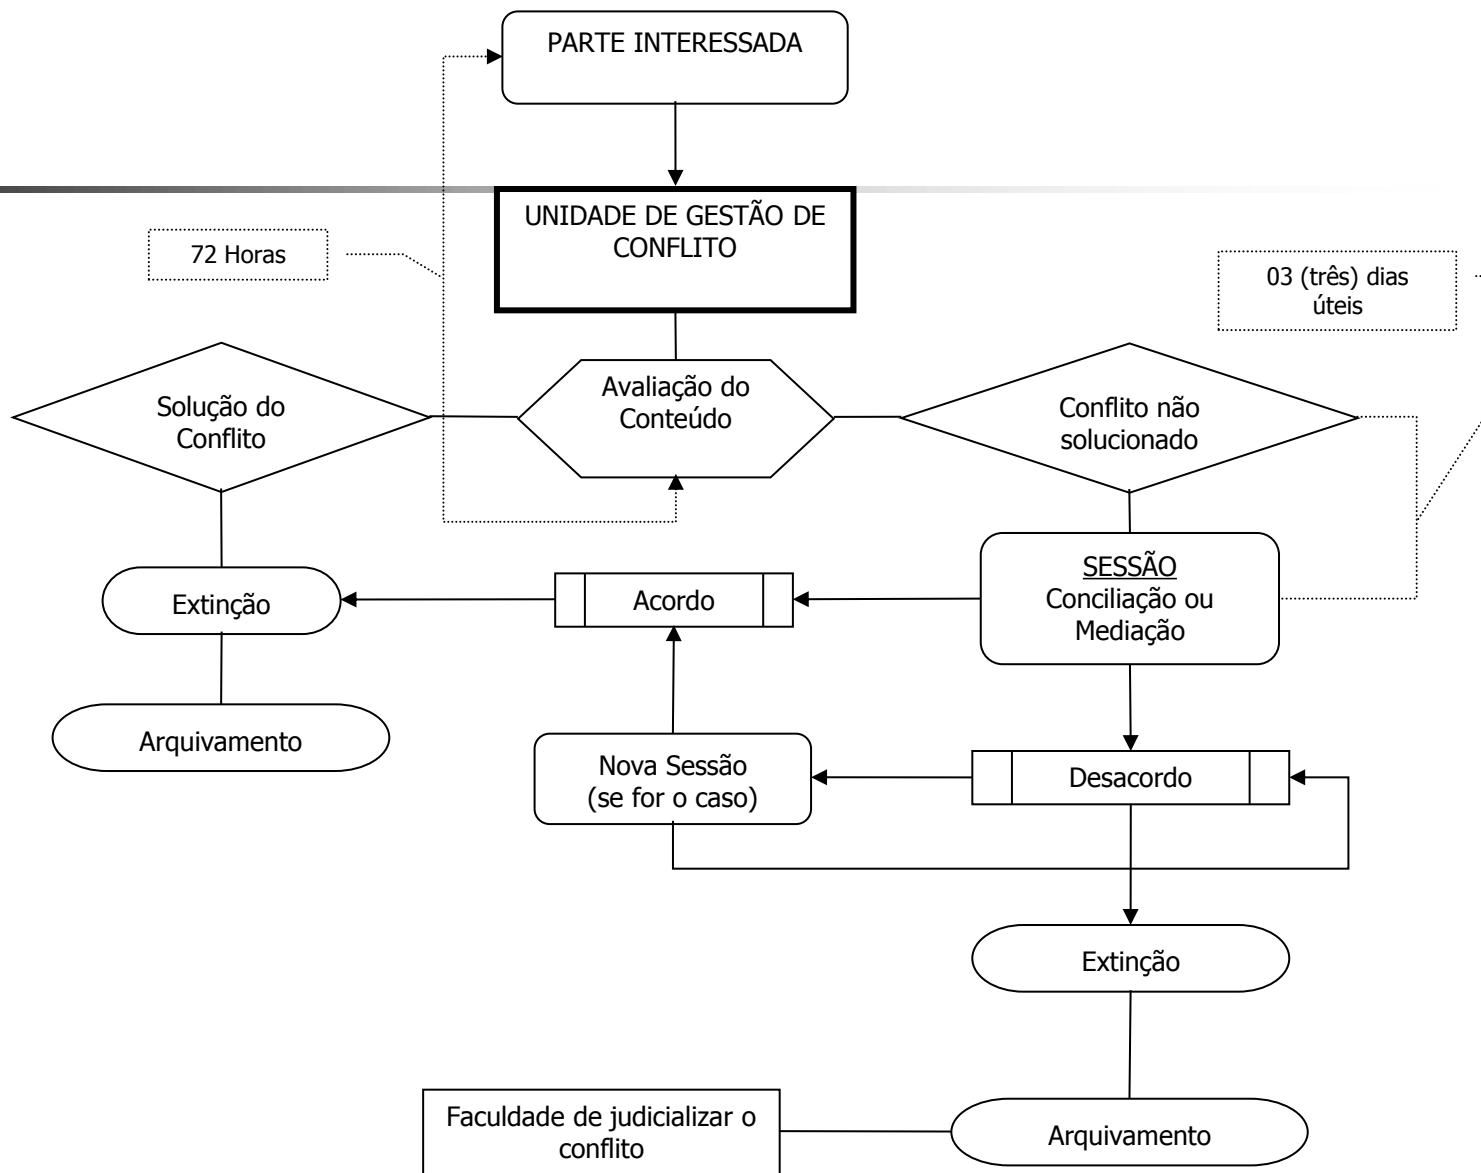 PARTE INTERESSADA
UNIDADE DE GESTÃO DE
CONFLITO
72 Horas
03 (três) dias
úteis
Solução do
Conflito
Avaliação do
Conteúdo
Conflito não
solucionado
SESSÃO
Conciliação ou
Mediação
Extinção
Acordo
Arquivamento
Nova Sessão
(se for o caso)
Desacordo
Extinção
Faculdade de judicializar o
conflito
Arquivamento